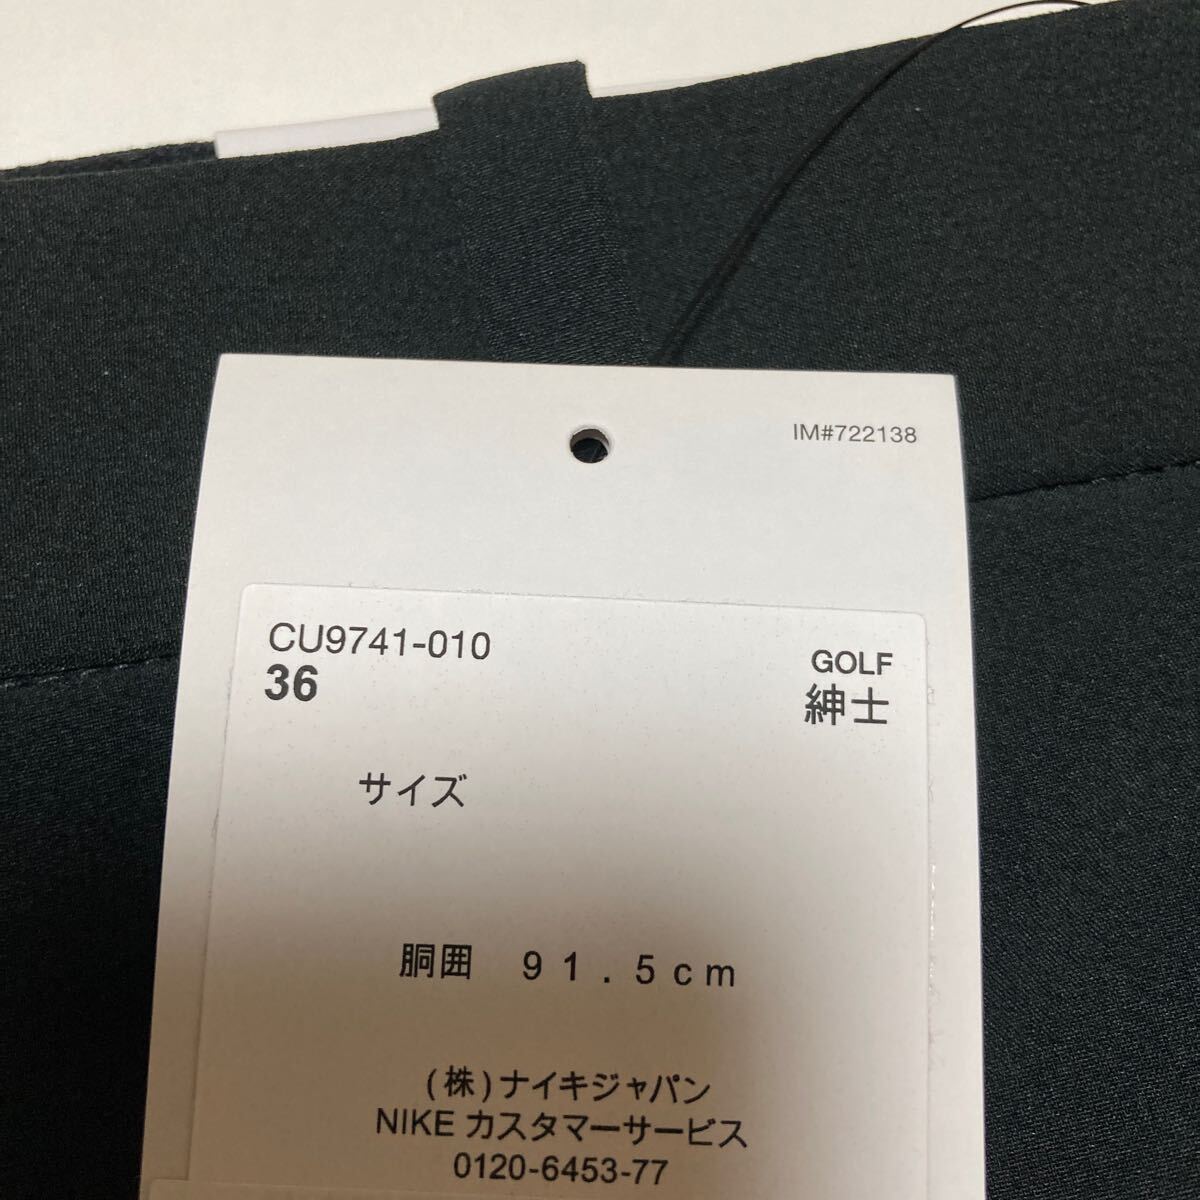 IM#722138
CU9741-010
36
GOLF
紳士
サイズ
胴囲 91.5cm
(株)ナイキジャパン
NIKE カスタマーサービス
0120-6453-77